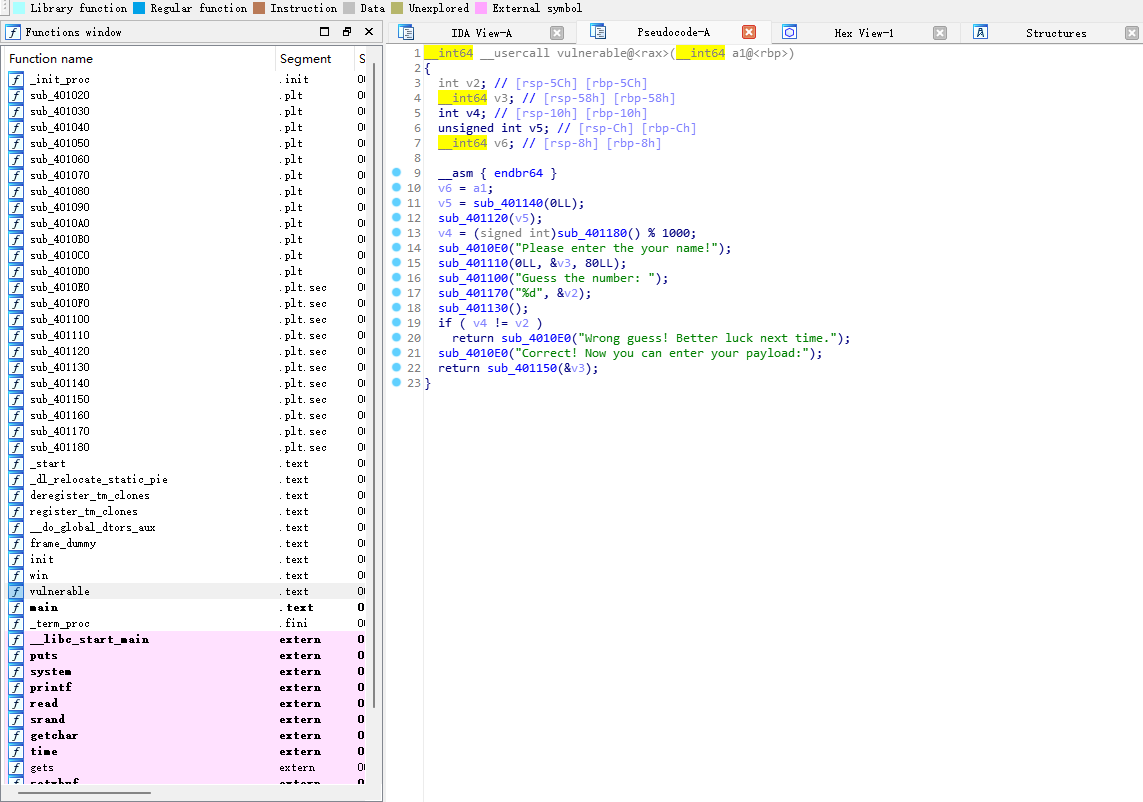 Library function Regular function Instruction Data Unexplored External symbol
Functions window
Function name Segment S
f _init_proc .init 0
f sub_401020 .plt 0
f sub_401030 .plt 0
f sub_401040 .plt 0
f sub_401050 .plt 0
f sub_401060 .plt 0
f sub_401070 .plt 0
f sub_401080 .plt 0
f sub_401090 .plt 0
f sub_4010A0 .plt 0
f sub_4010B0 .plt 0
f sub_4010C0 .plt 0
f sub_4010D0 .plt 0
f sub_4010E0 .plt.sec 0
f sub_4010F0 .plt.sec 0
f sub_401100 .plt.sec 0
f sub_401110 .plt.sec 0
f sub_401120 .plt.sec 0
f sub_401130 .plt.sec 0
f sub_401140 .plt.sec 0
f sub_401150 .plt.sec 0
f sub_401160 .plt.sec 0
f sub_401170 .plt.sec 0
f sub_401180 .plt.sec 0
f _start .text 0
f _dl_relocate_static_pie .text 0
f deregister_tm_clones .text 0
f register_tm_clones .text 0
f __do_global_dtors_aux .text 0
f frame_dummy .text 0
f init .text 0
f win .text 0
f vulnerable .text 0
f main .text 0
f _term_proc .fini 0
f __libc_start_main extern 0
f puts extern 0
f system extern 0
f printf extern 0
f read extern 0
f srand extern 0
f getchar extern 0
f time extern 0
f gets extern 0
f setvbuf extern 0
IDA View-A Pseudocode-A Hex View-1 Structures
1 __int64 __usercall vulnerable@<rax>(__int64 a1@<rbp>)
2 {
3 int v2; // [rsp-5Ch] [rbp-5Ch]
4 __int64 v3; // [rsp-58h] [rbp-58h]
5 int v4; // [rsp-10h] [rbp-10h]
6 unsigned int v5; // [rsp-Ch] [rbp-Ch]
7 __int64 v6; // [rsp-8h] [rbp-8h]
8
9 __asm { endbr64 }
10 v6 = a1;
11 v5 = sub_401140(0LL);
12 sub_401120(v5);
13 v4 = (signed int)sub_401180() % 1000;
14 sub_4010E0("Please enter the your name!");
15 sub_401110(0LL, &v3, 80LL);
16 sub_401100("Guess the number: ");
17 sub_401170("%d", &v2);
18 sub_401130();
19 if ( v4 != v2 )
20 return sub_4010E0("Wrong guess! Better luck next time.");
21 sub_4010E0("Correct! Now you can enter your payload:");
22 return sub_401150(&v3);
23 }